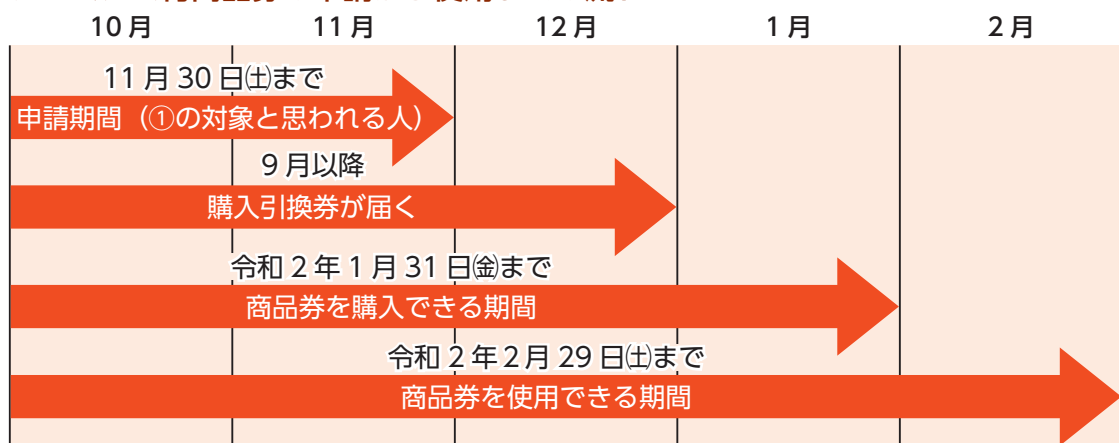 10月 11月 12月 1月 2月
11月30日㈯まで
申請期間（①の対象と思われる人）
9月以降
購入引換券が届く
令和2年1月31日㈮まで
商品券を購入できる期間
令和2年2月29日㈯まで
商品券を使用できる期間